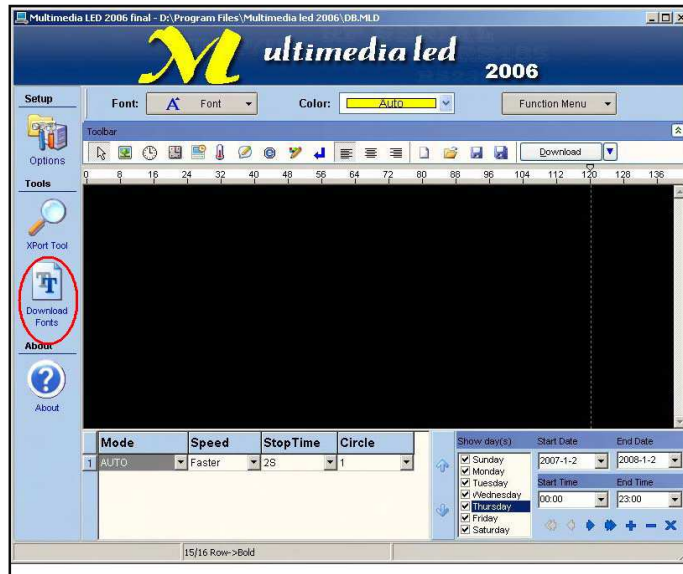 Multimedia LED 2006 final - D:\Program Files\Multimedia led 2006\DB.MLD
Multimedia led
2006
Setup
Font: A Font Color: Auto Function Menu
Toolbar
Options
Download
Tools
0 8 16 24 32 40 48 56 64 72 80 88 96 104 112 120 128 136
XPort Tool
Download
Fonts
About
About
Mode Speed StopTime Circle
1 AUTO Faster 2S 1
Show day(s) Start Date End Date
Sunday 2007-1-2 2008-1-2
Monday
Tuesday Start Time End Time
Wednesday 00:00 23:00
Thursday
Friday
Saturday
15/16 Row->Bold